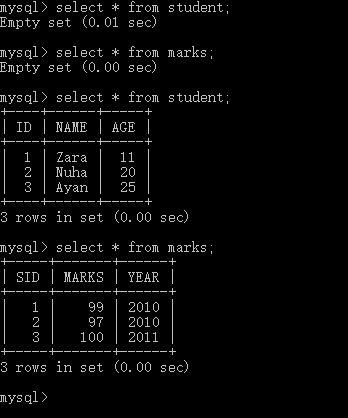 mysql> select * from student;
Empty set (0.01 sec)
mysql> select * from marks;
Empty set (0.00 sec)
mysql> select * from student;
+----+------+-----+
| ID | NAME | AGE |
+----+------+-----+
| 1 | Zara | 11 |
| 2 | Nuha | 20 |
| 3 | Ayan | 25 |
+----+------+-----+
3 rows in set (0.00 sec)
mysql> select * from marks;
+-----+-------+------+
| SID | MARKS | YEAR |
+-----+-------+------+
| 1 | 99 | 2010 |
| 2 | 97 | 2010 |
| 3 | 100 | 2011 |
+-----+-------+------+
3 rows in set (0.00 sec)
mysql>